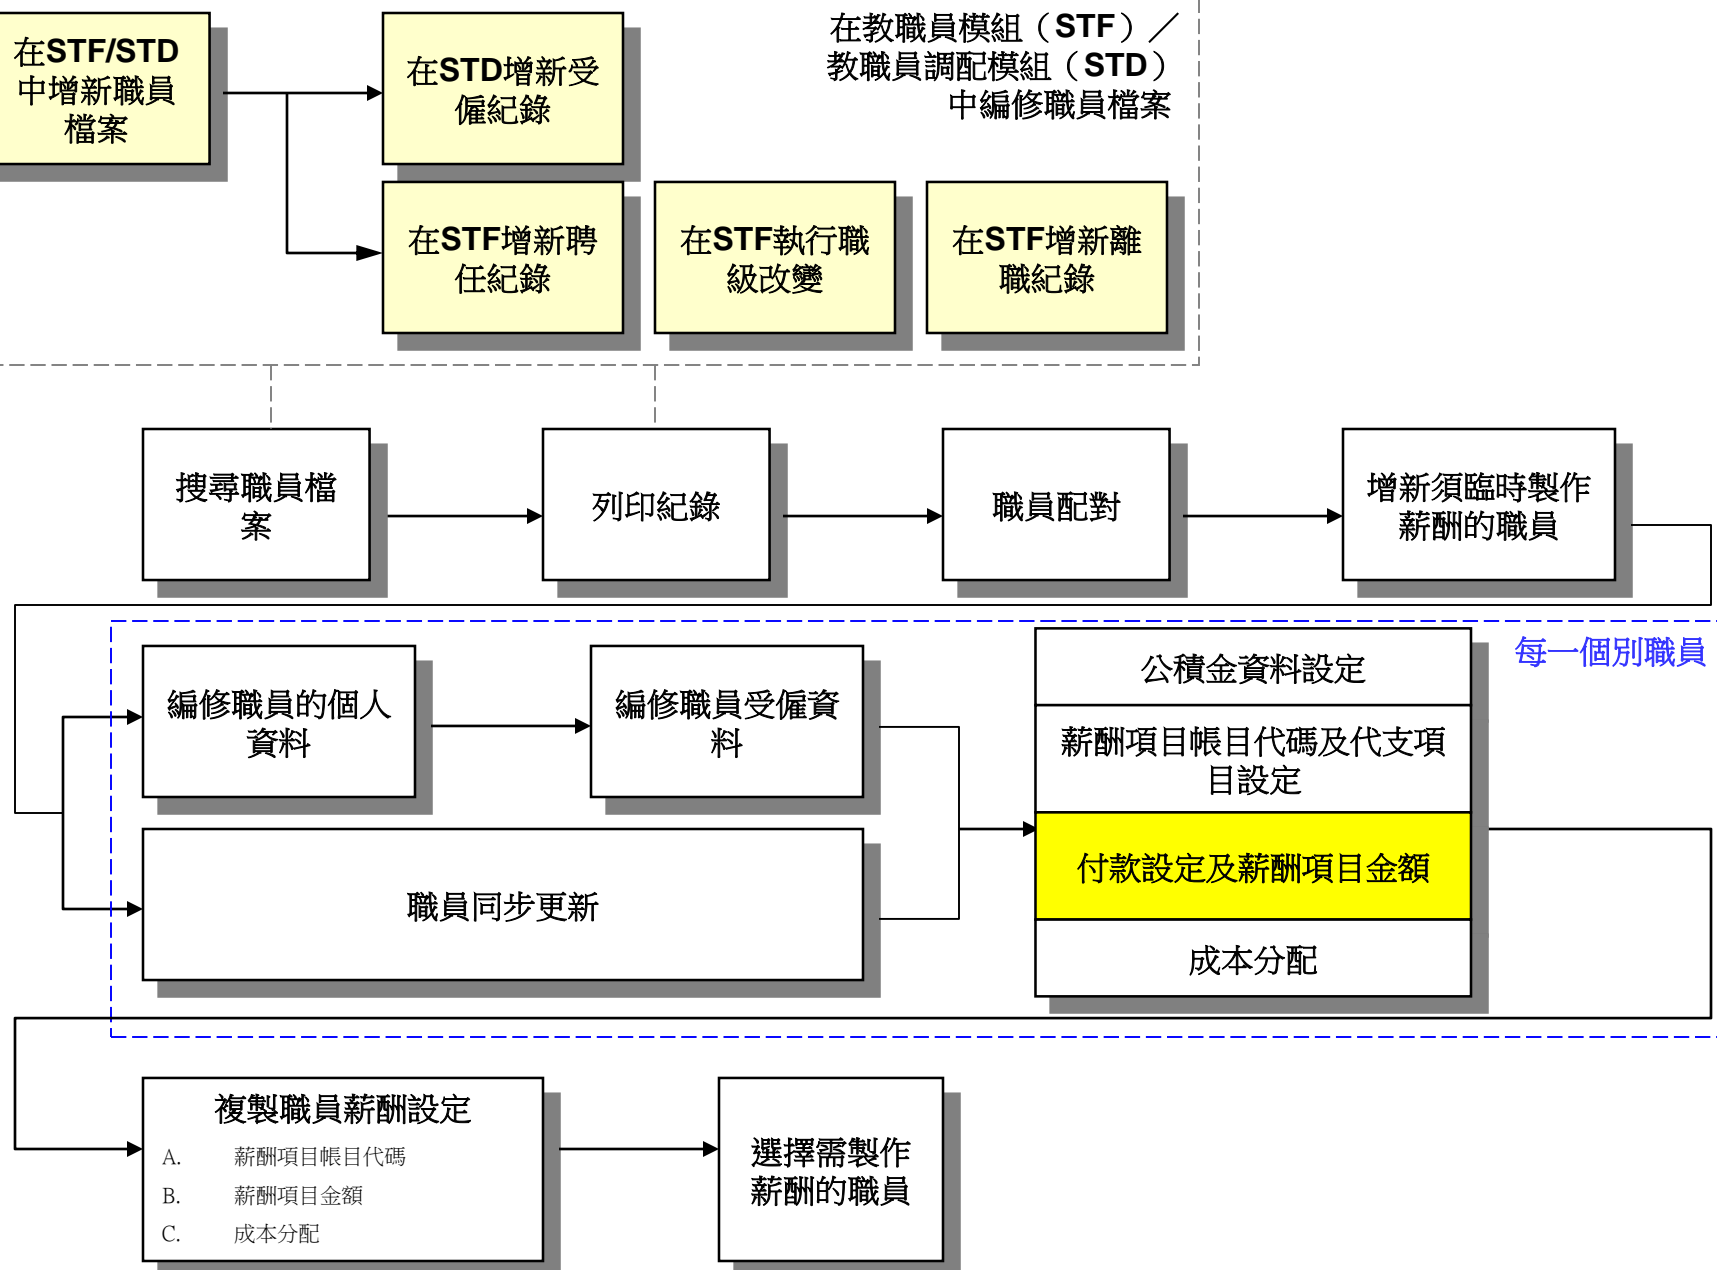 在STF/STD
中增新職員
檔案
在STD增新受
僱紀錄
在教職員模組（STF）／
教職員調配模組（STD）
中編修職員檔案
在STF增新聘
任紀錄
在STF執行職
級改變
在STF增新離
職紀錄
搜尋職員檔
案
列印紀錄
職員配對
增新須臨時製作
薪酬的職員
每一個別職員
編修職員的個人
資料
編修職員受僱資
料
職員同步更新
公積金資料設定
薪酬項目帳目代碼及代支項
目設定
付款設定及薪酬項目金額
成本分配
複製職員薪酬設定
A. 薪酬項目帳目代碼
B. 薪酬項目金額
C. 成本分配
選擇需製作
薪酬的職員